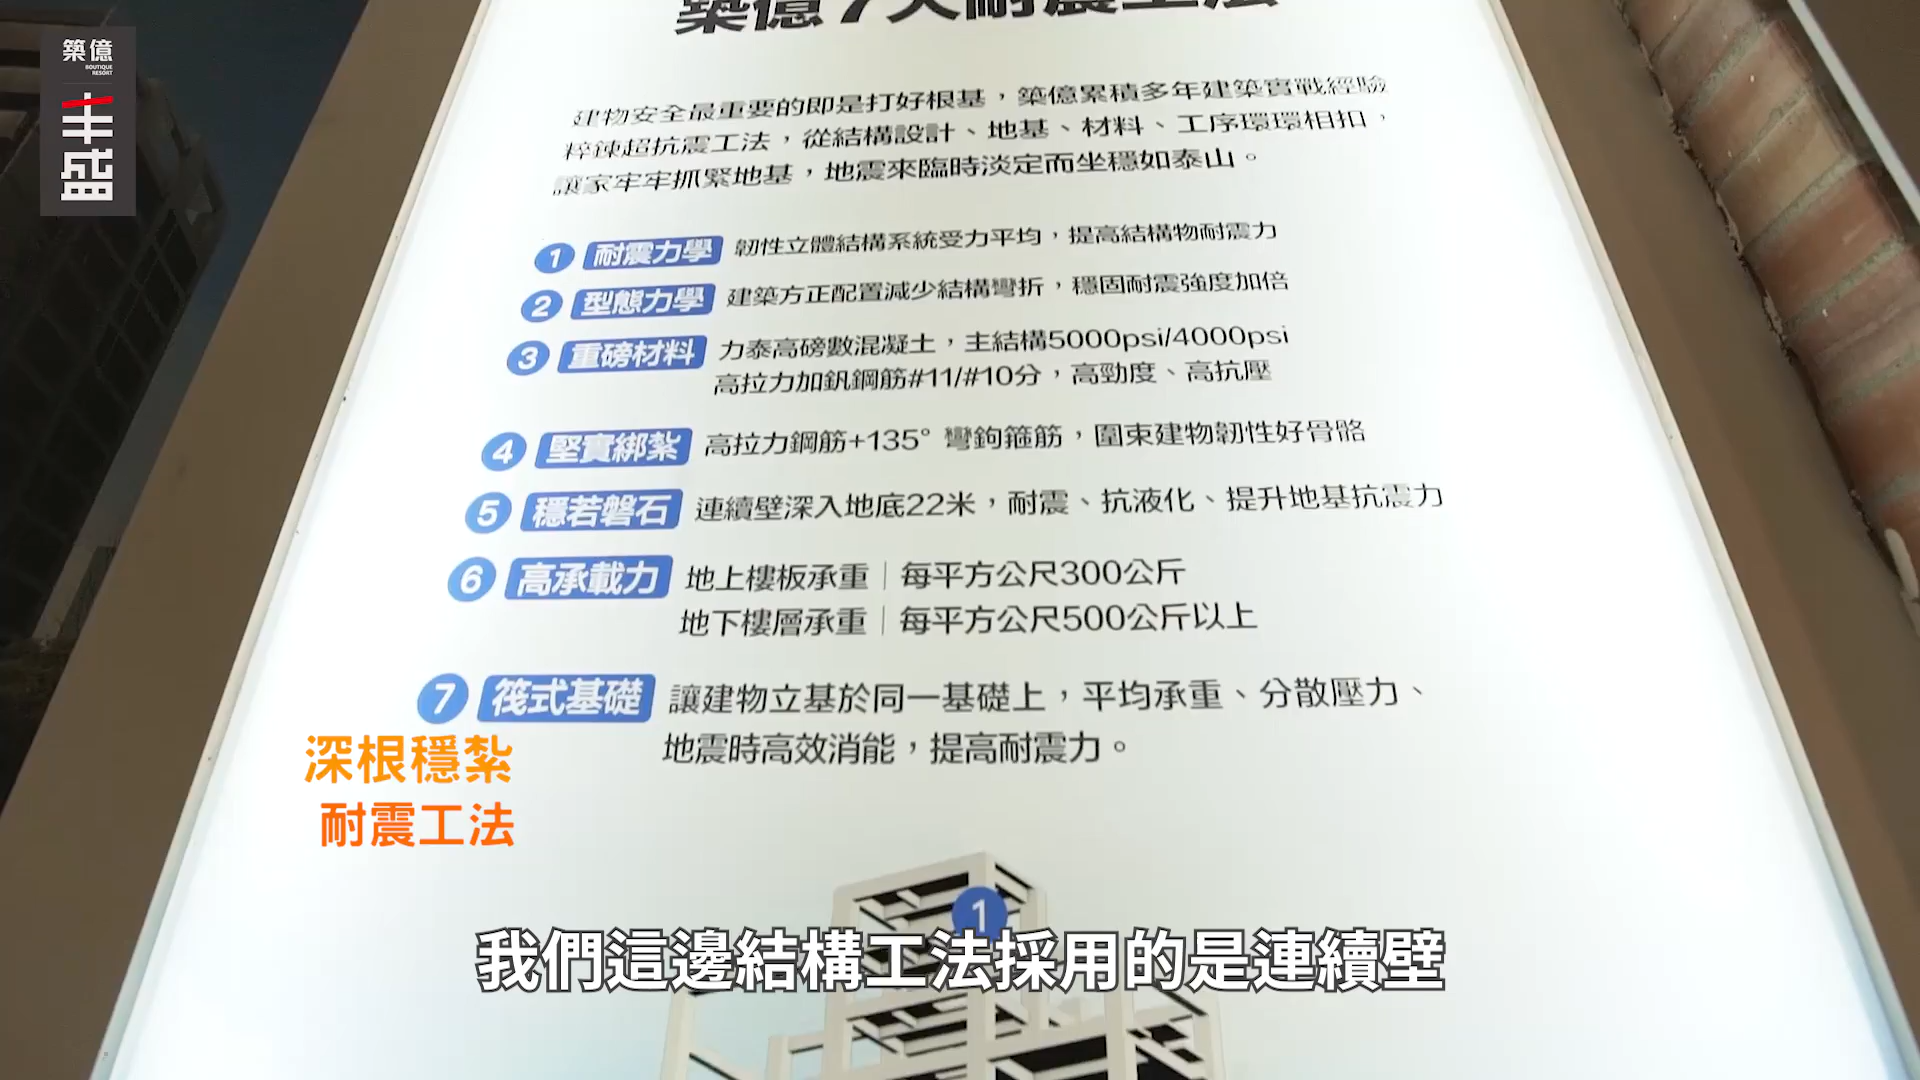 築億
BOUTIQUE
RESORT
丰盛
築億7大耐震工法
建物安全最重要的即是打好根基，築億累積多年建築實戰經驗
粹鍊超抗震工法，從結構設計、地基、材料、工序環環相扣，
讓家牢牢抓緊地基，地震來臨時淡定而坐穩如泰山。
1 耐震力學 韌性立體結構系統受力平均，提高結構物耐震力
2 型態力學 建築方正配置減少結構彎折，穩固耐震強度加倍
3 重磅材料 力泰高磅數混凝土，主結構5000psi/4000psi
高拉力加釩鋼筋#11/#10分，高勁度、高抗壓
4 堅實綁紮 高拉力鋼筋+135°彎鉤箍筋，圍束建物韌性好骨骼
5 穩若磐石 連續壁深入地底22米，耐震、抗液化、提升地基抗震力
6 高承載力 地上樓板承重｜每平方公尺300公斤
地下樓層承重｜每平方公尺500公斤以上
7 筏式基礎 讓建物立基於同一基礎上，平均承重、分散壓力、
地震時高效消能，提高耐震力。
深根穩紮
耐震工法
1
我們這邊結構工法採用的是連續壁